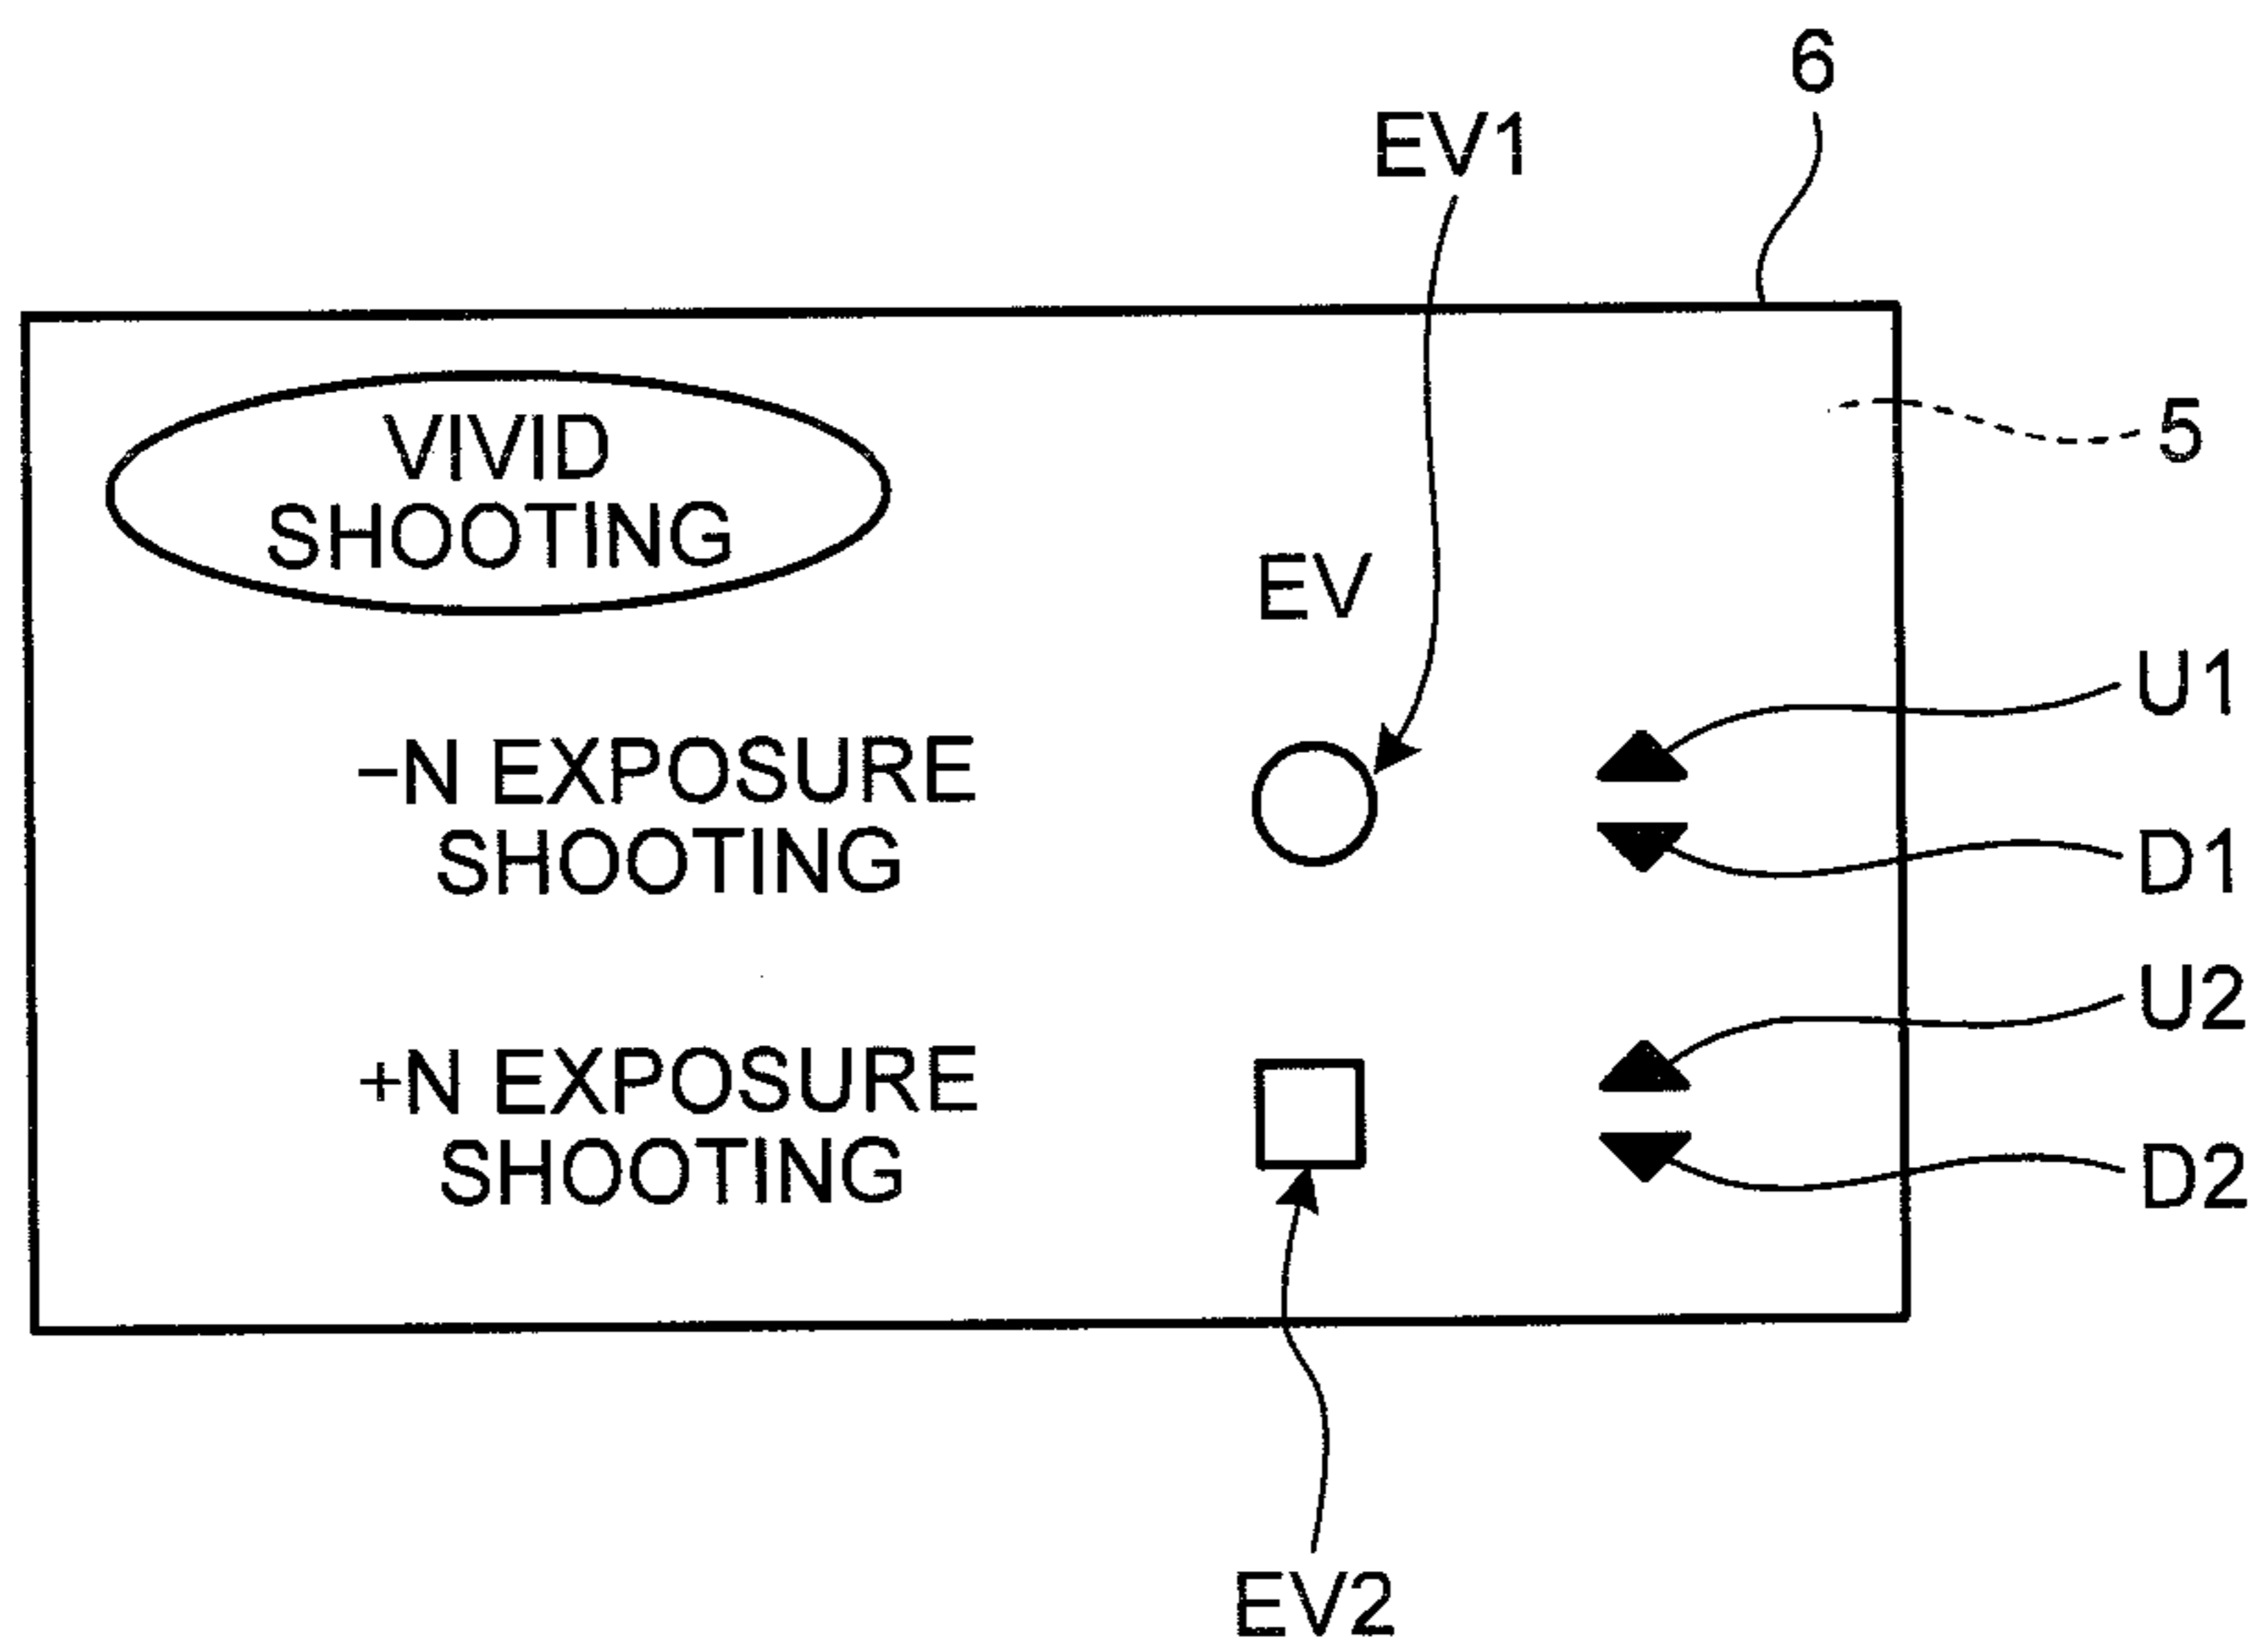 6
EV1
VIVID
SHOOTING
5
EV
U1
−N EXPOSURE
SHOOTING
D1
U2
+N EXPOSURE
SHOOTING
D2
EV2